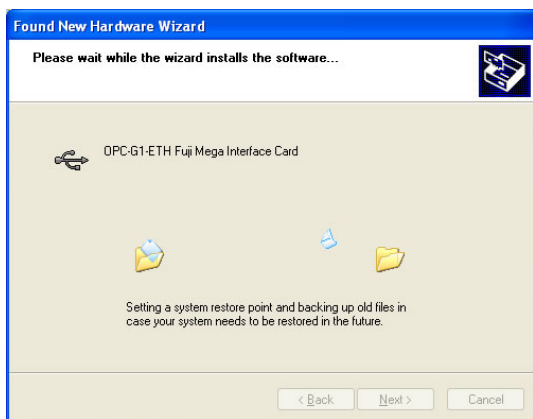 Found New Hardware Wizard
Please wait while the wizard installs the software...
OPC-G1-ETH Fuji Mega Interface Card
Setting a system restore point and backing up old files in
case your system needs to be restored in the future.
< Back Next > Cancel